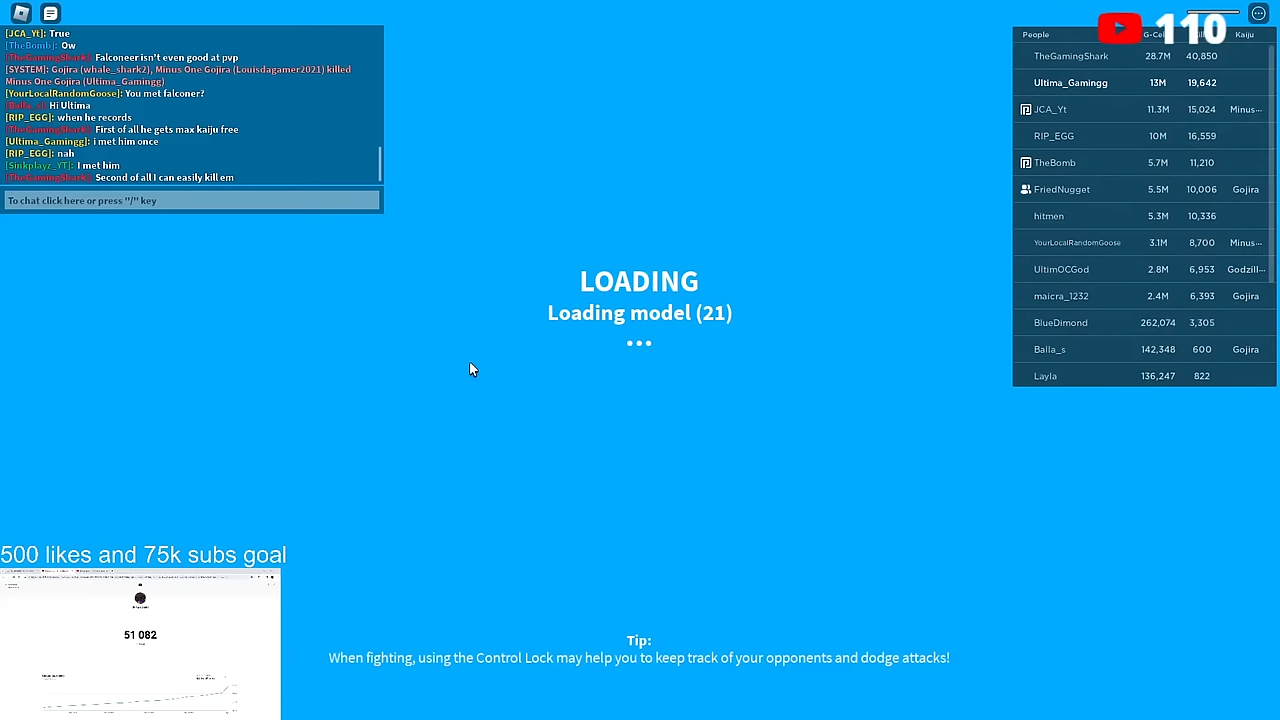 [JCA_Yt]: True
[TheBomb]: Ow
[TheGamingShark]: Falconeer isn't even good at pvp
[SYSTEM]: Gojira (whale_shark2), Minus One Gojira (Louisdagamer2021) killed
Minus One Gojira (Ultima_Gamingg)
[YourLocalRandomGoose]: You met falconer?
[Balla_s]: Hi Ultima
[RIP_EGG]: when he records
[TheGamingShark]: First of all he gets max kaiju free
[Ultima_Gamingg]: i met him once
[RIP_EGG]: nah
[Sinkplayz_YT]: I met him
[TheGamingShark]: Second of all I can easily kill em
To chat click here or press "/" key
110
People G-Cel Kaiju
TheGamingShark 28.7M 40,850
Ultima_Gamingg 13M 19,642
JCA_Yt 11.3M 15,024 Minus...
RIP_EGG 10M 16,559
TheBomb 5.7M 11,210
FriedNugget 5.5M 10,006 Gojira
hitmen 5.3M 10,336
YourLocalRandomGoose 3.1M 8,700 Minus...
UltimOCGod 2.8M 6,953 Godzill...
maicra_1232 2.4M 6,393 Gojira
BlueDimond 262,074 3,305
Balla_s 142,348 600 Gojira
Layla 136,247 822
LOADING
Loading model (21)
...
500 likes and 75k subs goal
51 082
Tip:
When fighting, using the Control Lock may help you to keep track of your opponents and dodge attacks!